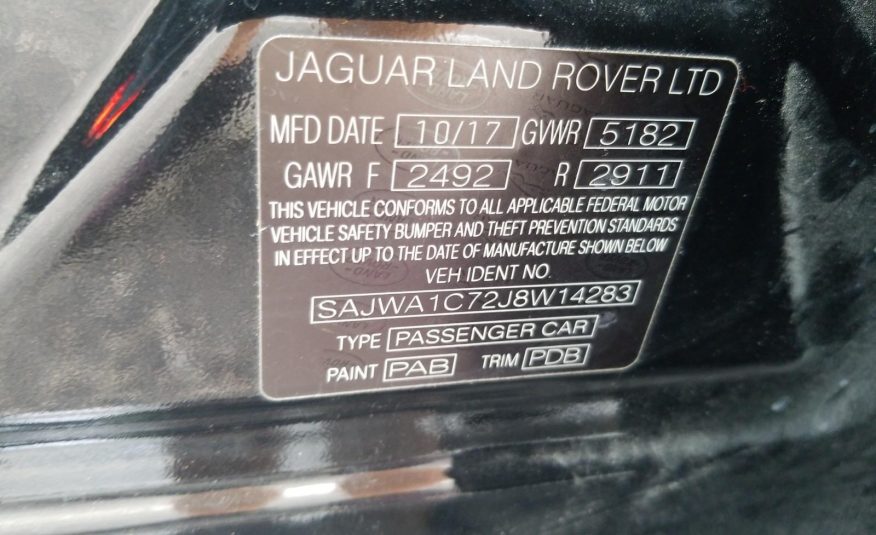 JAGUAR LAND ROVER LTD
MFD DATE 10/17 GVWR 5182
GAWR F 2492 R 2911
THIS VEHICLE CONFORMS TO ALL APPLICABLE FEDERAL MOTOR
VEHICLE SAFETY BUMPER AND THEFT PREVENTION STANDARDS
IN EFFECT UP TO THE DATE OF MANUFACTURE SHOWN BELOW
VEH IDENT NO.
SAJWA1C72J8W14283
TYPE PASSENGER CAR
PAINT PAB TRIM PDB